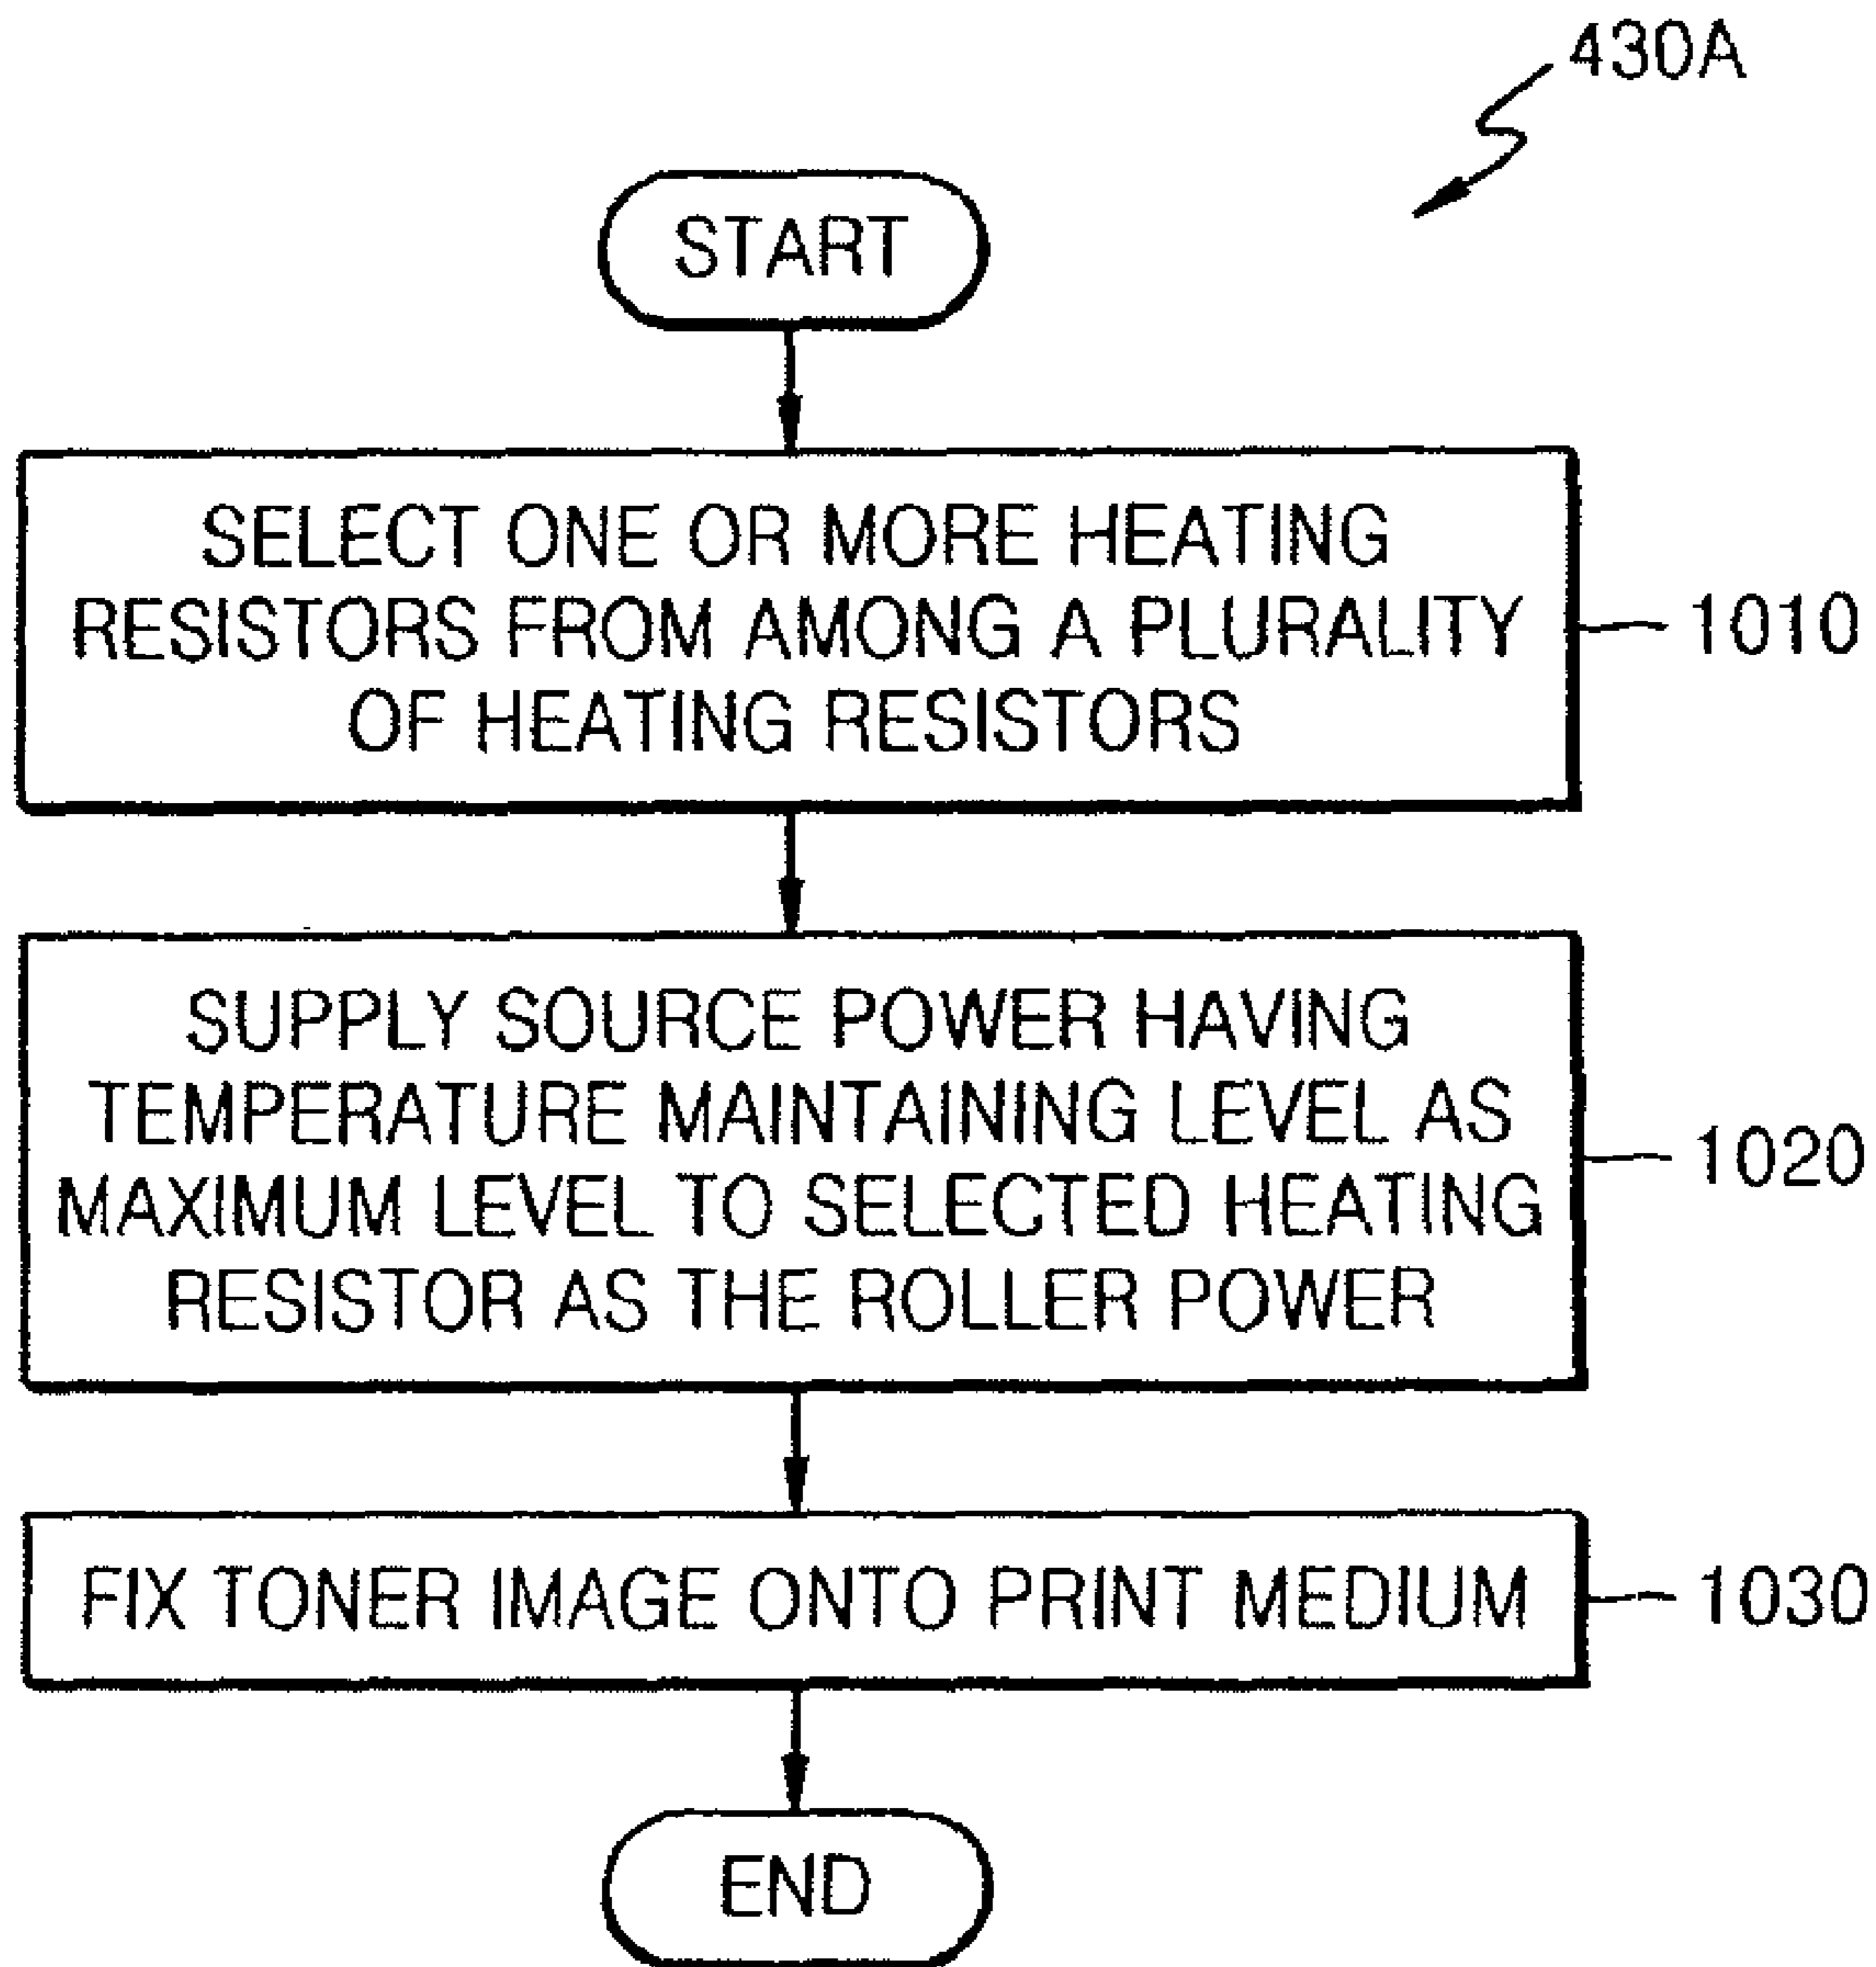 430A
START
SELECT ONE OR MORE HEATING
RESISTORS FROM AMONG A PLURALITY
OF HEATING RESISTORS
1010
SUPPLY SOURCE POWER HAVING
TEMPERATURE MAINTAINING LEVEL AS
MAXIMUM LEVEL TO SELECTED HEATING
RESISTOR AS THE ROLLER POWER
1020
FIX TONER IMAGE ONTO PRINT MEDIUM
1030
END